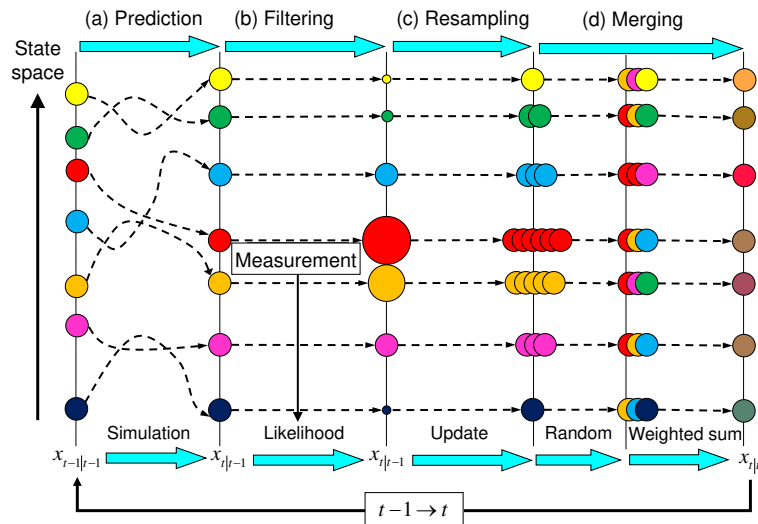 (a) Prediction (b) Filtering (c) Resampling (d) Merging
State
space
Measurement
Simulation Likelihood Update Random Weighted sum
x_{t-1|t-1} x_{t|t-1} x_{t|t-1} x_{t|
t−1→t